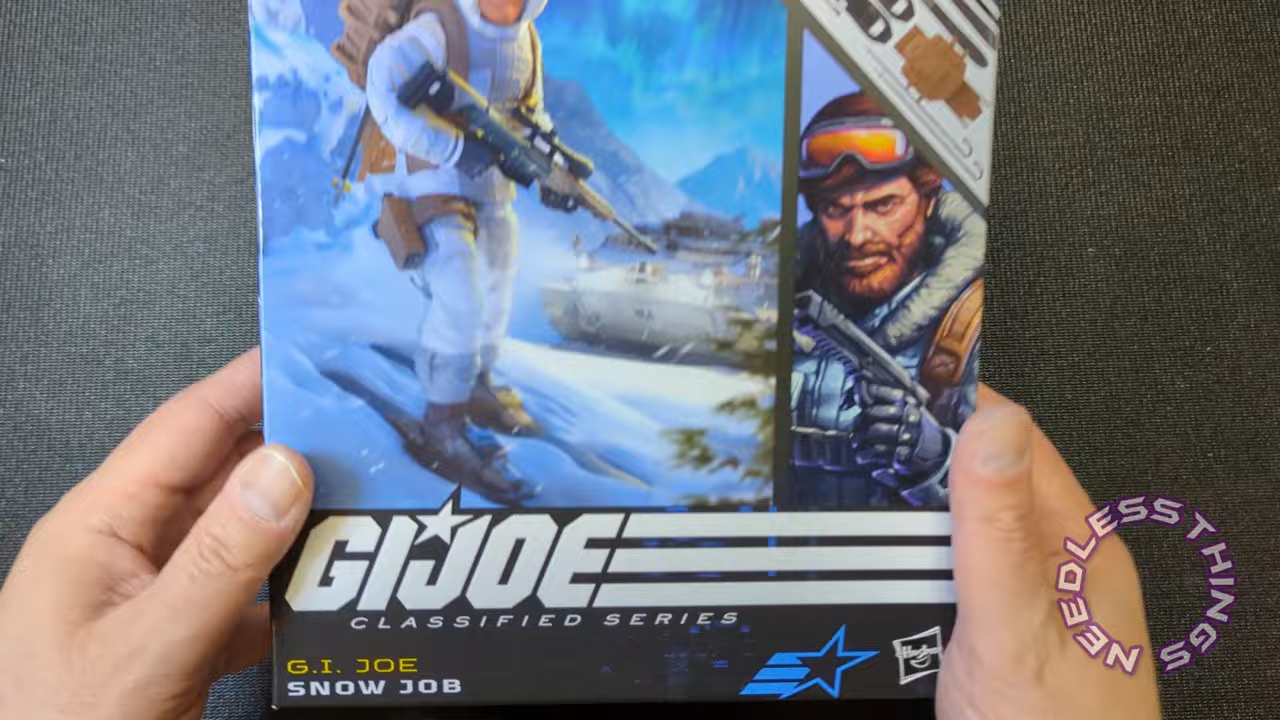 GIJOE
CLASSIFIED SERIES
G.I. JOE
SNOW JOB
Hasbro
NEEDLESS THINGS